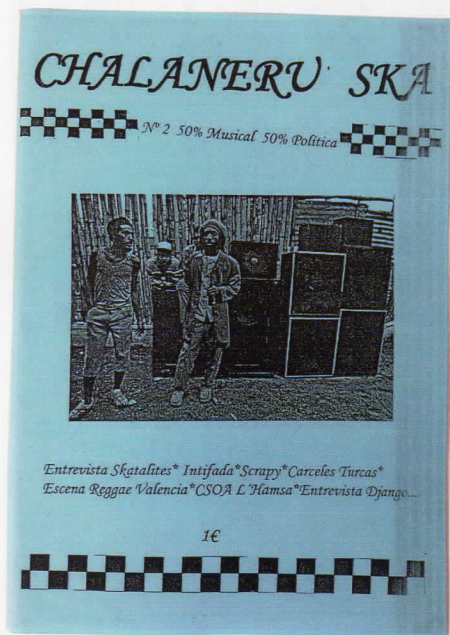 CHALANERU SKA
Nº 2 50% Musical 50% Política
Entrevista Skatalites* Intifada*Scrapy*Carceles Turcas*
Escena Reggae Valencia*CSOA L´Hamsa*Entrevista Django....
1€